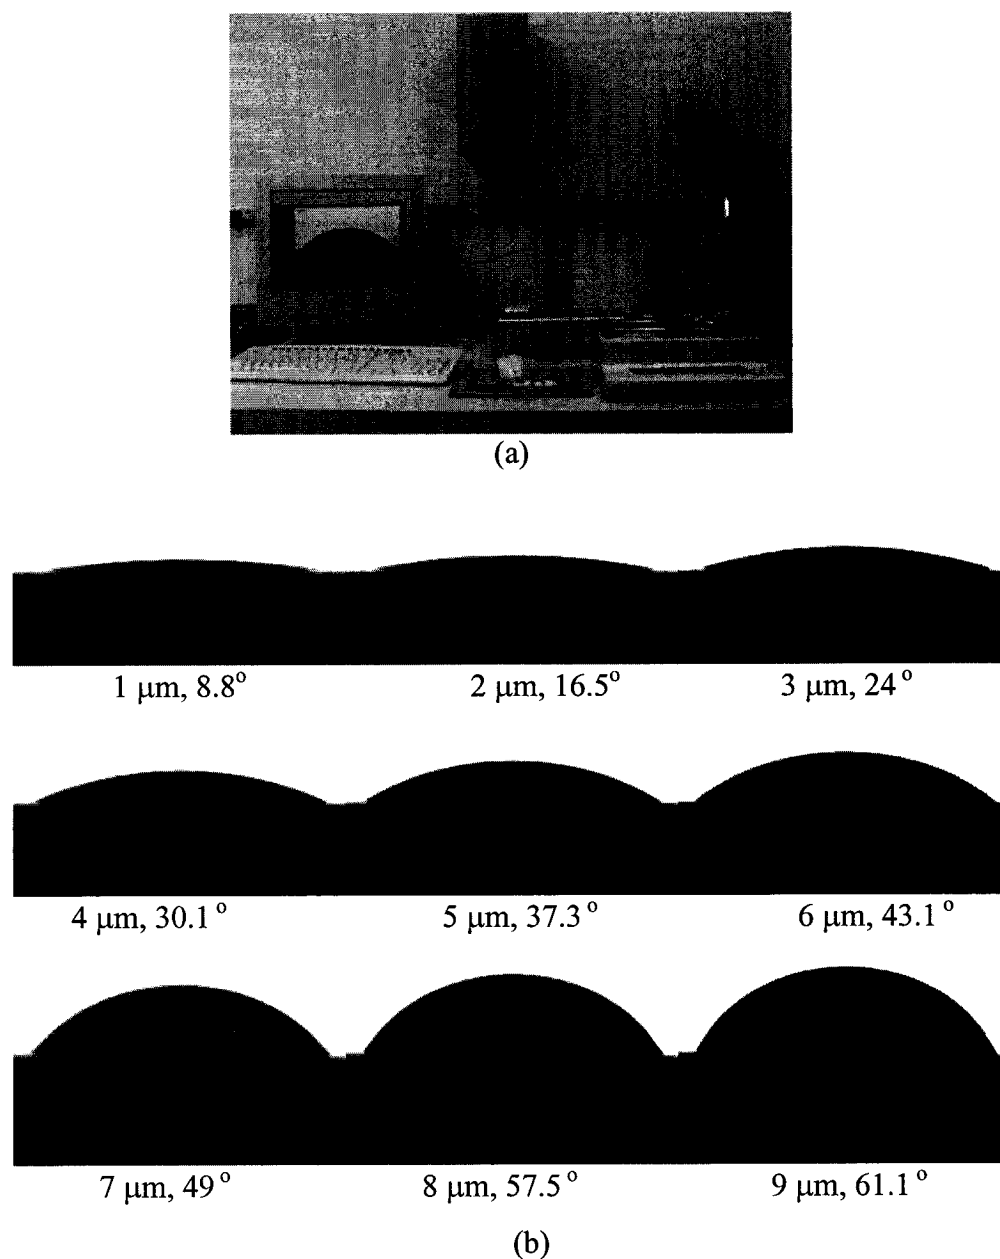 (a)
1 μm, 8.8°
2 μm, 16.5°
3 μm, 24°
4 μm, 30.1°
5 μm, 37.3°
6 μm, 43.1°
7 μm, 49°
8 μm, 57.5°
9 μm, 61.1°
(b)